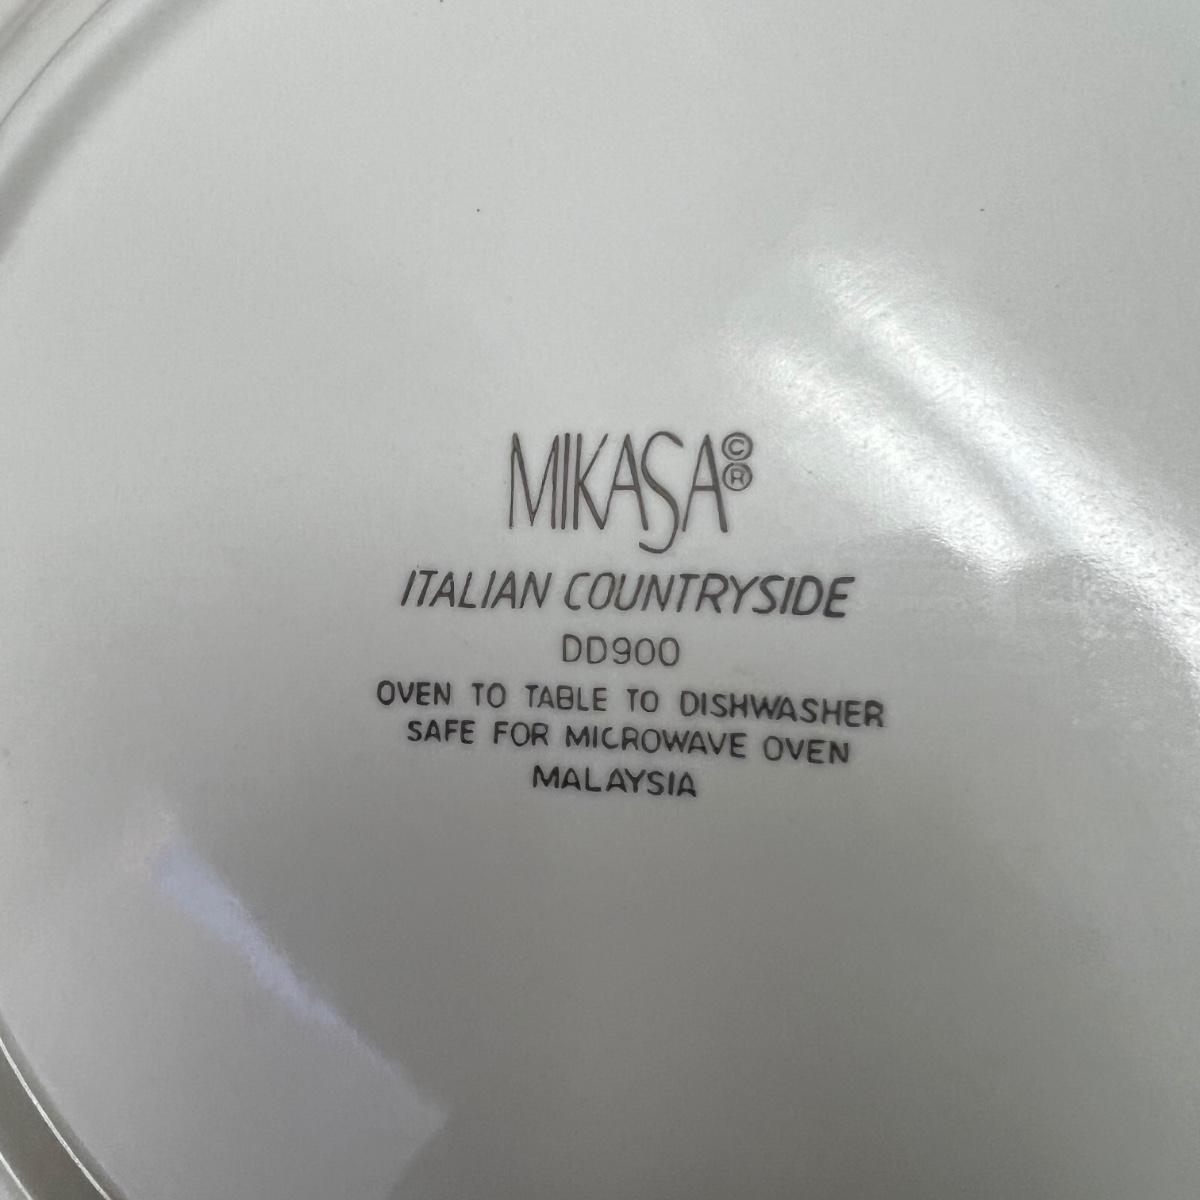 MIKASA©®
ITALIAN COUNTRYSIDE
DD900
OVEN TO TABLE TO DISHWASHER
SAFE FOR MICROWAVE OVEN
MALAYSIA